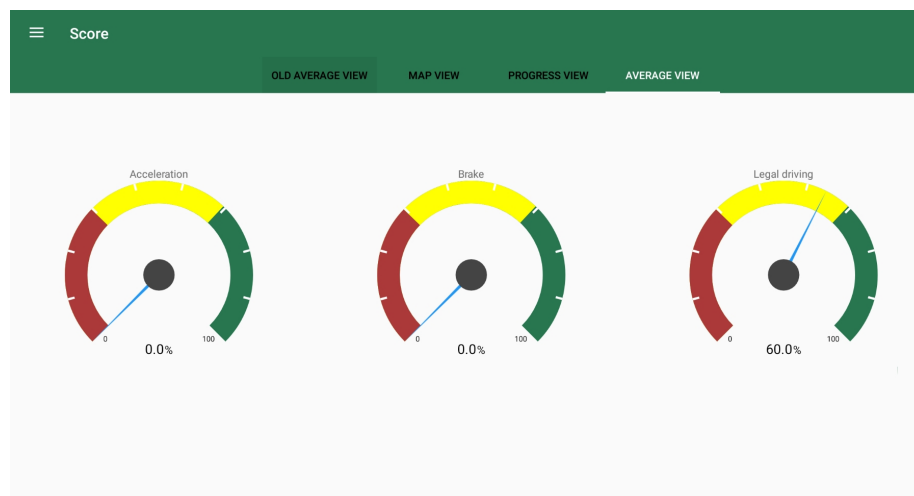 Score
OLD AVERAGE VIEW MAP VIEW PROGRESS VIEW AVERAGE VIEW
Acceleration Brake Legal driving
0 100 0 100 0 100
0.0% 0.0% 60.0%